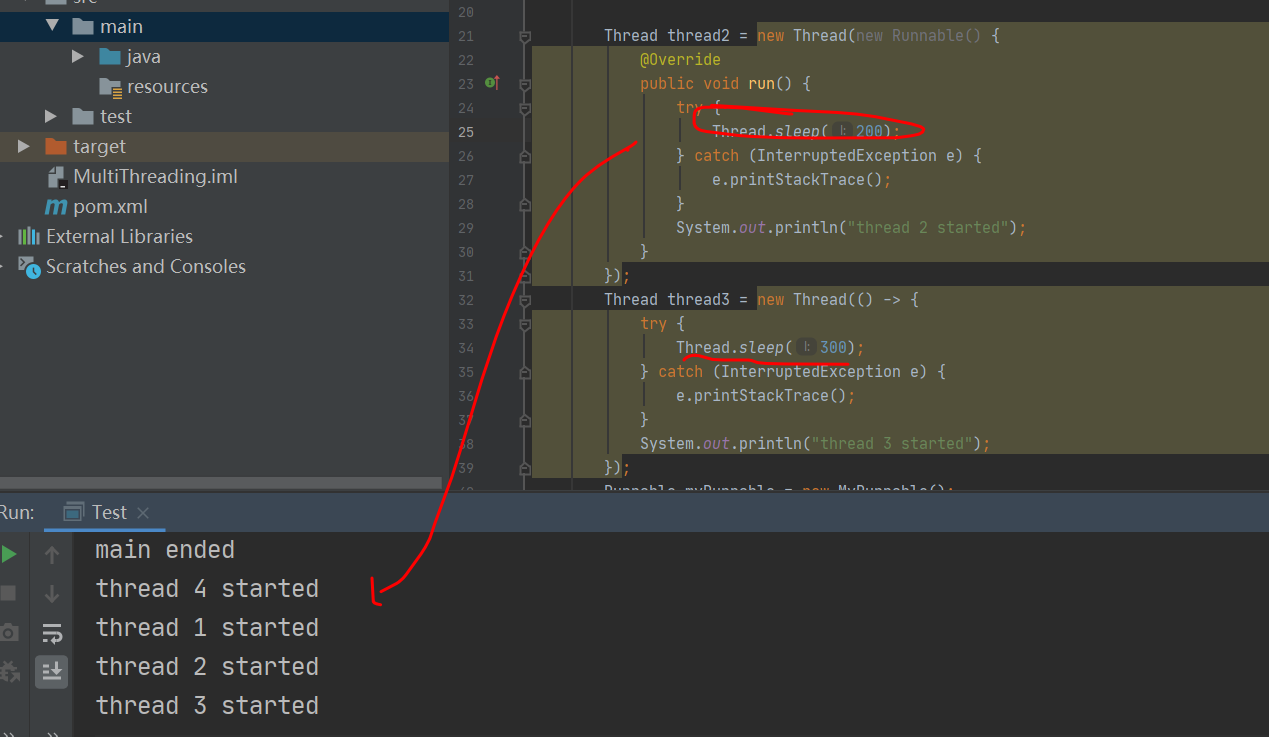 src
main
java
resources
test
target
MultiThreading.iml
pom.xml
External Libraries
Scratches and Consoles
20
21 Thread thread2 = new Thread(new Runnable() {
22 @Override
23 public void run() {
24 try {
25 Thread.sleep( l: 200);
26 } catch (InterruptedException e) {
27 e.printStackTrace();
28 }
29 System.out.println("thread 2 started");
30 }
31 });
32 Thread thread3 = new Thread(() -> {
33 try {
34 Thread.sleep( l: 300);
35 } catch (InterruptedException e) {
36 e.printStackTrace();
37 }
38 System.out.println("thread 3 started");
39 });
40 Runnable myRunnable = new MyRunnable();
Run: Test
main ended
thread 4 started
thread 1 started
thread 2 started
thread 3 started